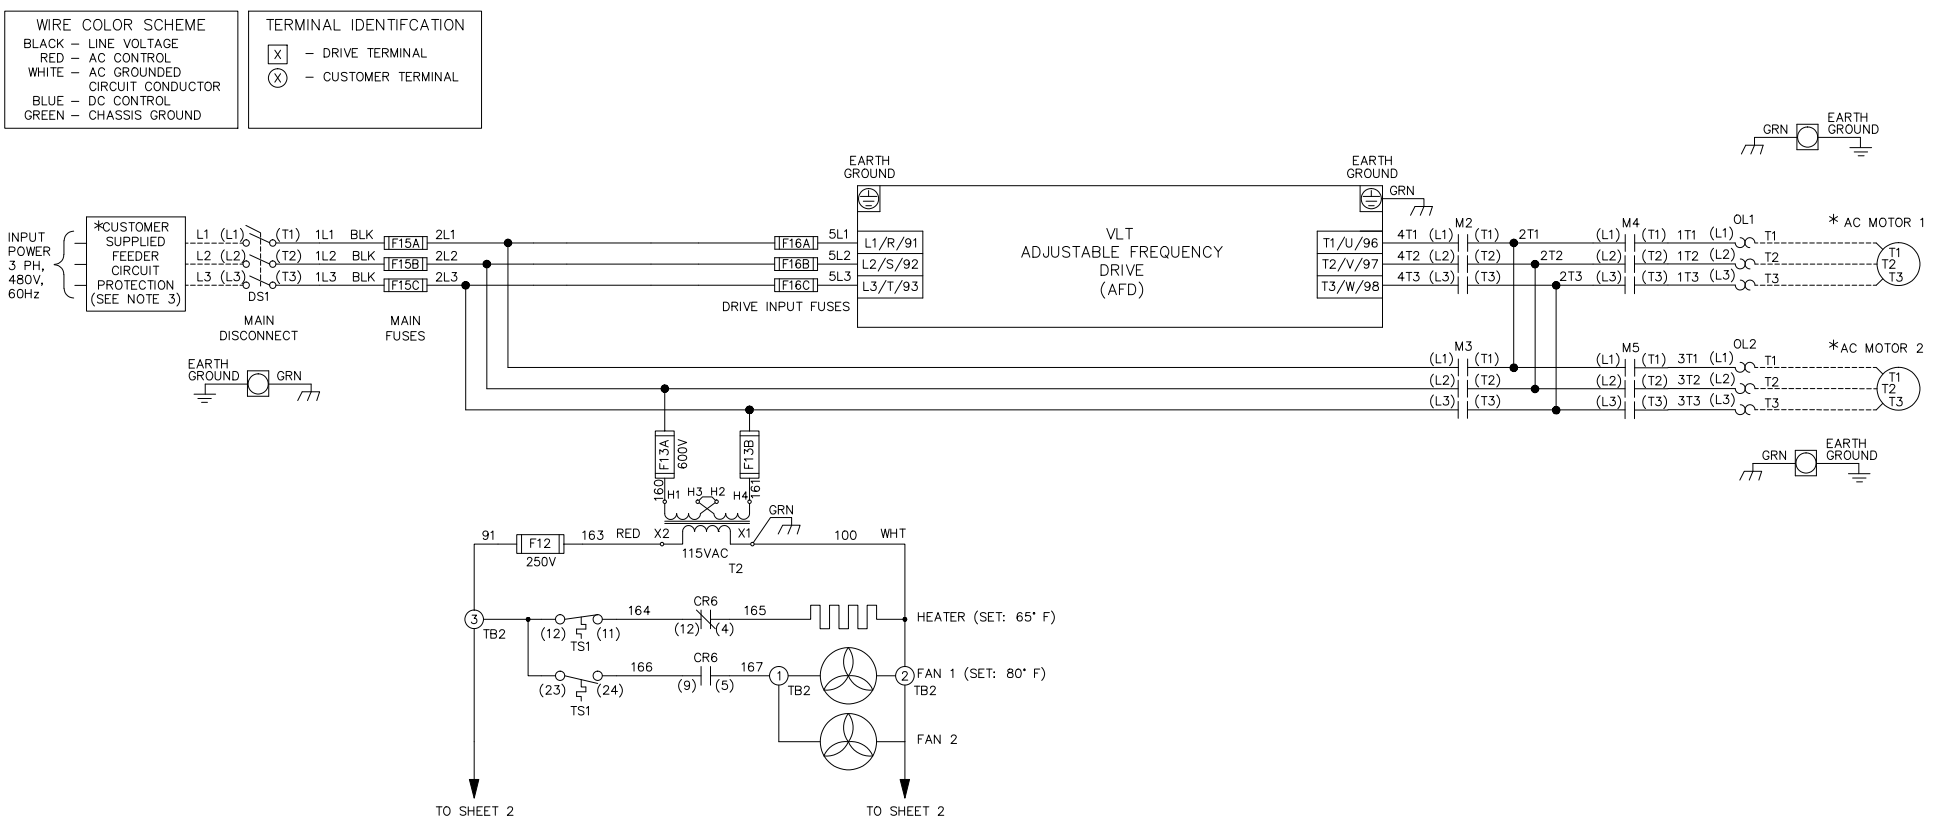 WIRE COLOR SCHEME
BLACK – LINE VOLTAGE
RED – AC CONTROL
WHITE – AC GROUNDED
CIRCUIT CONDUCTOR
BLUE – DC CONTROL
GREEN – CHASSIS GROUND
TERMINAL IDENTIFCATION
X – DRIVE TERMINAL
X – CUSTOMER TERMINAL
GRN
EARTH
GROUND
EARTH
GROUND
EARTH
GROUND
GRN
INPUT
POWER
3 PH,
480V,
60Hz
*CUSTOMER
SUPPLIED
FEEDER
CIRCUIT
PROTECTION
(SEE NOTE 3)
L1 (L1) (T1) 1L1 BLK F15A 2L1
L2 (L2) (T2) 1L2 BLK F15B 2L2
L3 (L3) (T3) 1L3 BLK F15C 2L3
DS1
MAIN
DISCONNECT
MAIN
FUSES
F16A 5L1 L1/R/91
F16B 5L2 L2/S/92
F16C 5L3 L3/T/93
DRIVE INPUT FUSES
VLT
ADJUSTABLE FREQUENCY
DRIVE
(AFD)
M2 M4 OL1 * AC MOTOR 1
T1/U/96 4T1 (L1) (T1) 2T1 (L1) (T1) 1T1 (L1) T1 T1
T2/V/97 4T2 (L2) (T2) 2T2 (L2) (T2) 1T2 (L2) T2 T2
T3/W/98 4T3 (L3) (T3) 2T3 (L3) (T3) 1T3 (L3) T3 T3
EARTH
GROUND GRN
M3 M5 OL2 *AC MOTOR 2
(L1) (T1) (L1) (T1) 3T1 (L1) T1 T1
(L2) (T2) (L2) (T2) 3T2 (L2) T2 T2
(L3) (T3) (L3) (T3) 3T3 (L3) T3 T3
GRN
EARTH
GROUND
F13A
600V
F13B
160 H1 H3 H2 H4 161
GRN
91 F12 163 RED X2 X1 100 WHT
250V
115VAC
T2
3 TB2
(12) (11) 164 CR6 (12) (4) 165 HEATER (SET: 65° F)
TS1
(23) (24) 166 CR6 (9) (5) 167 1 TB2 2 TB2 FAN 1 (SET: 80° F)
TS1
FAN 2
TO SHEET 2
TO SHEET 2